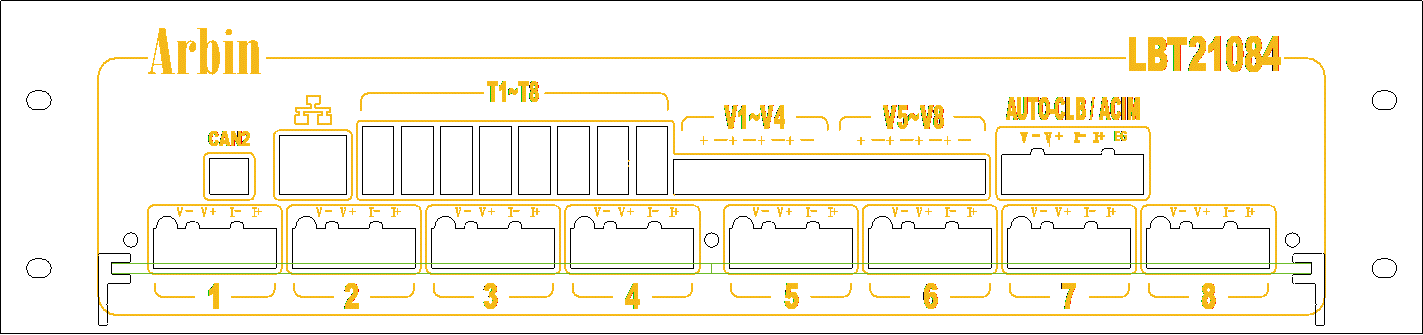 Arbin LBT21084
T1~T8
V1~V4 V5~V8 AUTO-CLB / ACIM
CAN2 + − + − + − + − + − + − + − + − V − V + I − I + ES
V − V + I − I + V − V + I − I + V − V + I − I + V − V + I − I + V − V + I − I + V − V + I − I + V − V + I − I + V − V + I − I +
1 2 3 4 5 6 7 8